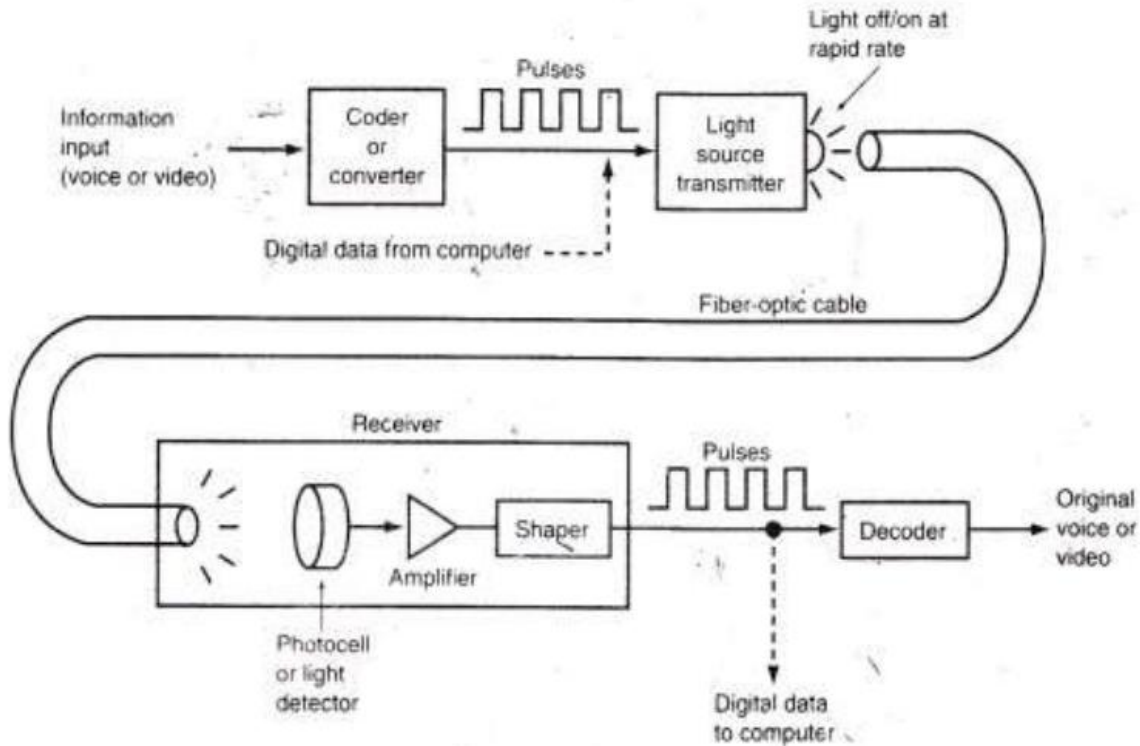 Light off/on at
rapid rate
Pulses
Information
input
(voice or video)
Coder
or
converter
Light
source
transmitter
Digital data from computer
Fiber-optic cable
Receiver
Pulses
Shaper
Decoder
Original
voice or
video
Amplifier
Photocell
or light
detector
Digital data
to computer